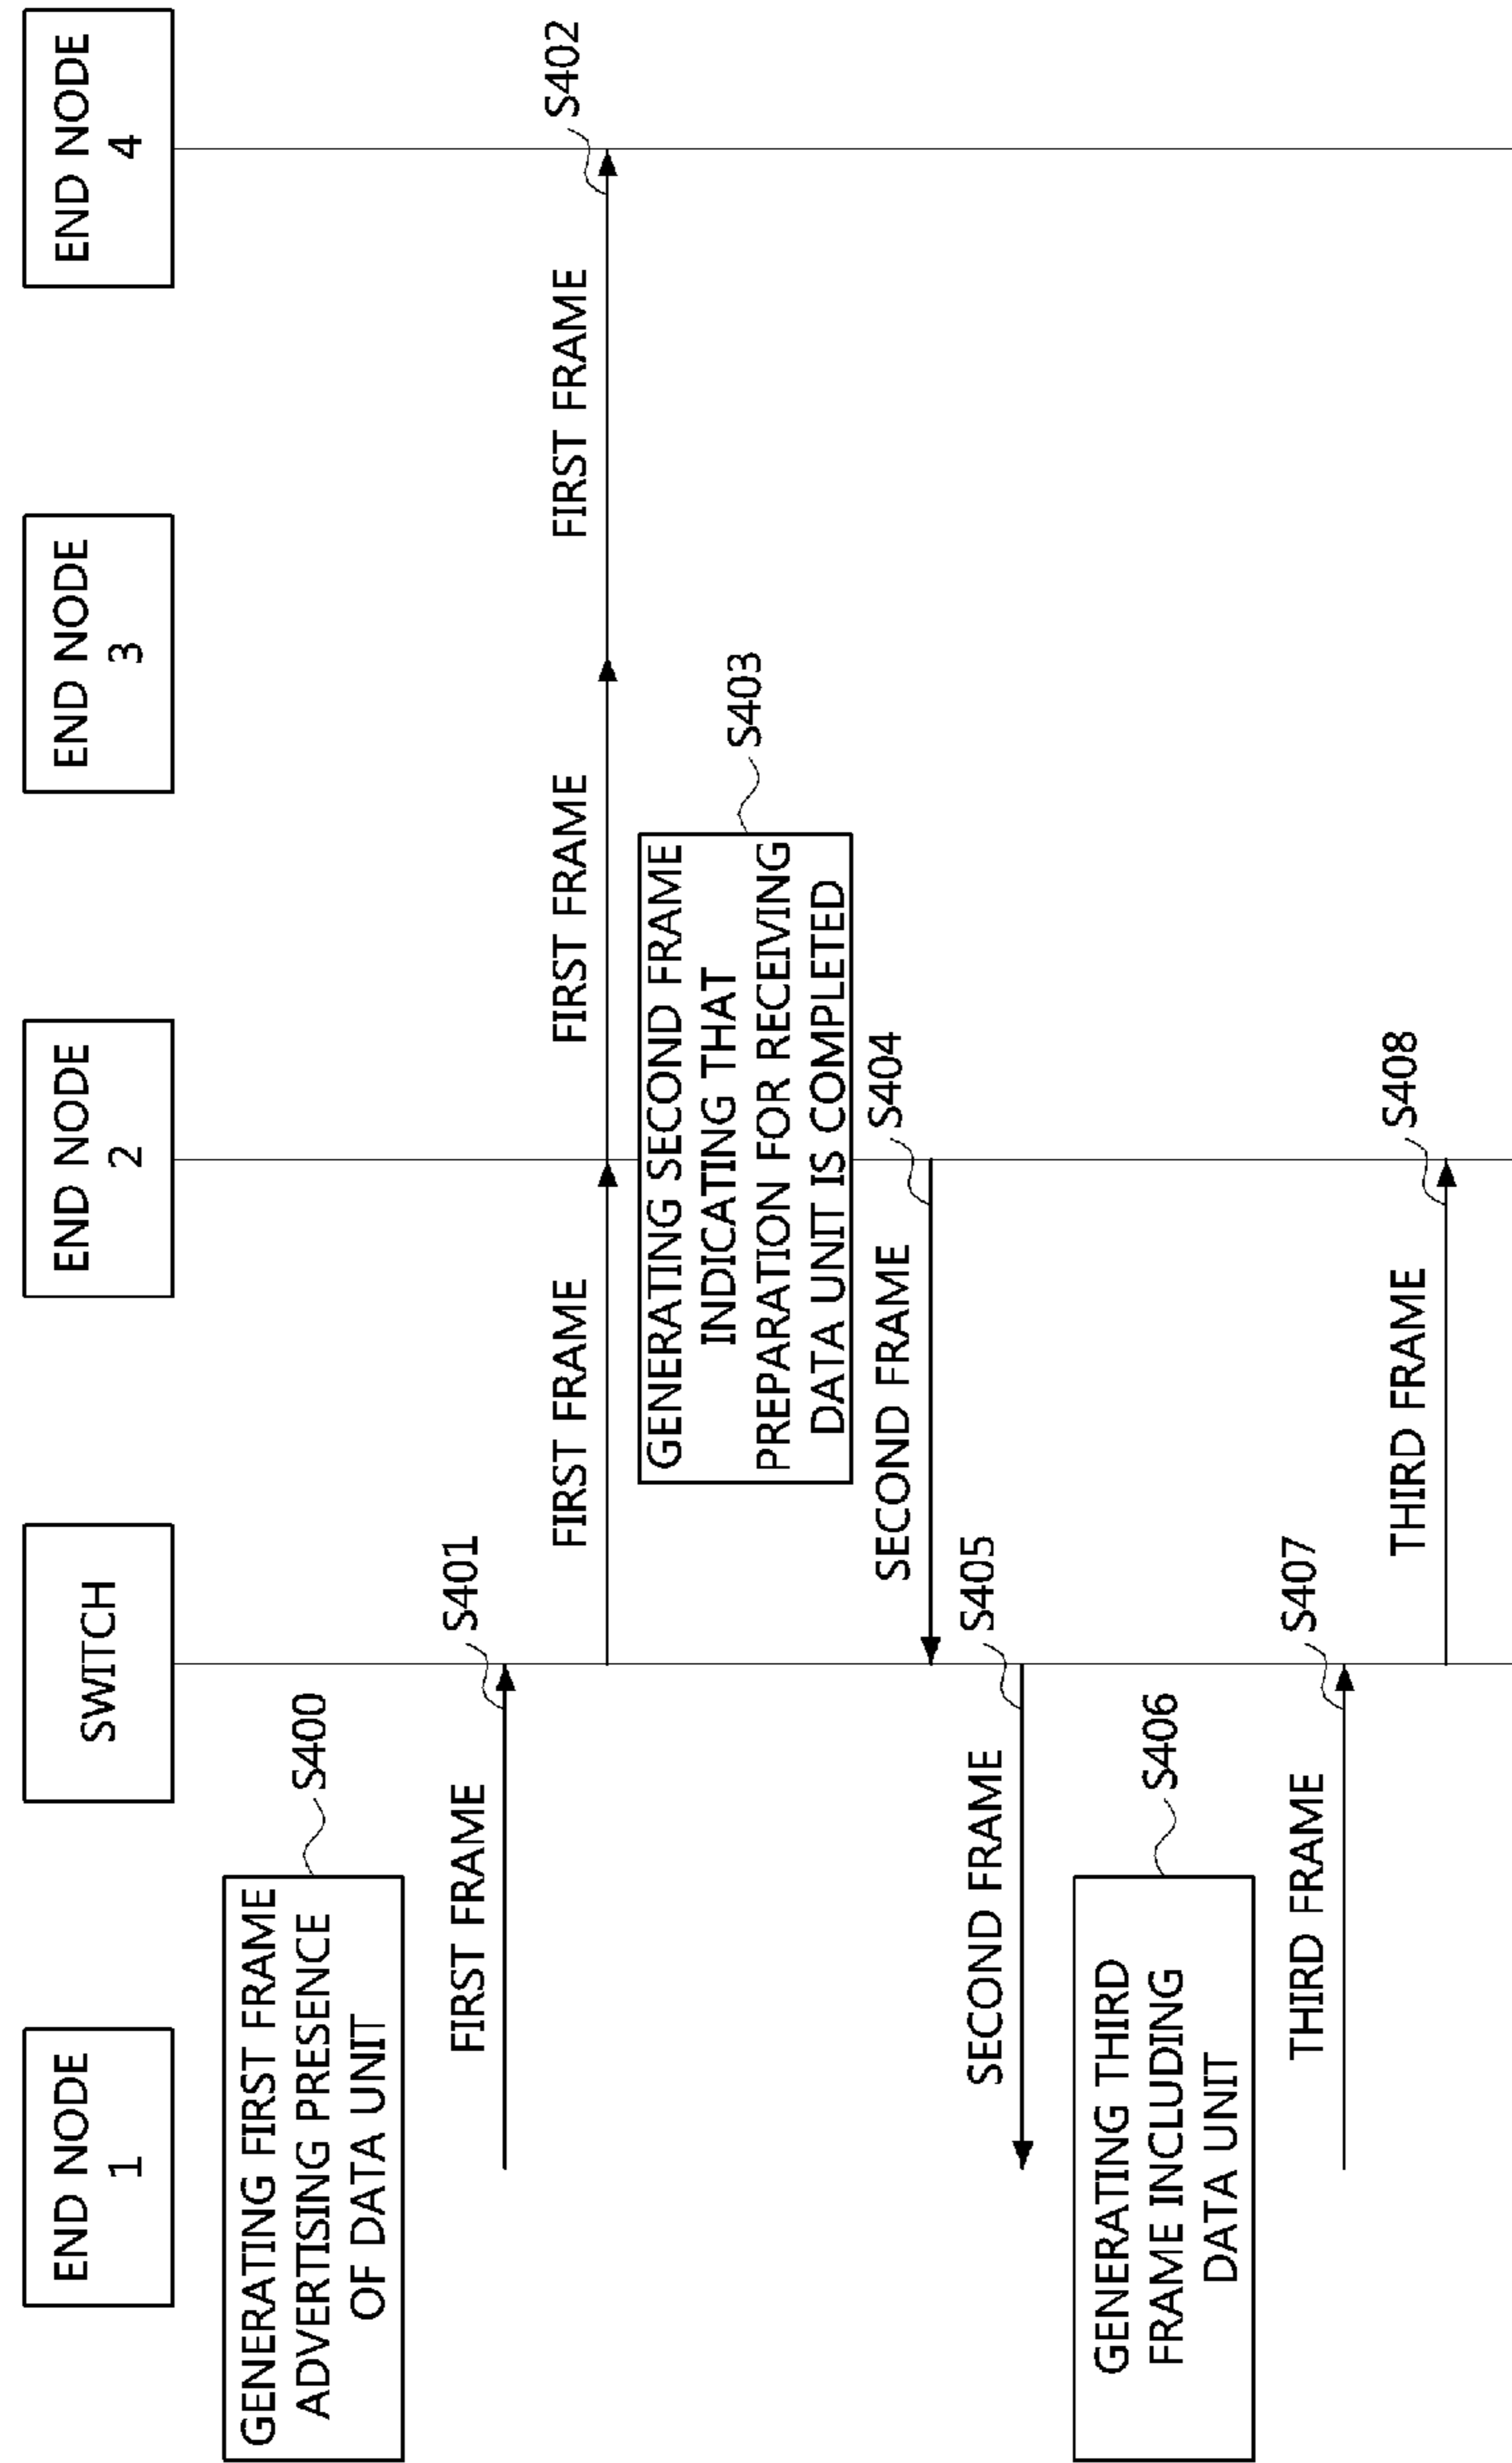 END NODE
1
SWITCH
END NODE
2
END NODE
3
END NODE
4
GENERATING FIRST FRAME
ADVERTISING PRESENCE
OF DATA UNIT
S400
FIRST FRAME
S401
FIRST FRAME
FIRST FRAME
FIRST FRAME
S402
GENERATING SECOND FRAME
INDICATING THAT
PREPARATION FOR RECEIVING
DATA UNIT IS COMPLETED
S403
SECOND FRAME
S404
SECOND FRAME
S405
GENERATING THIRD
FRAME INCLUDING
DATA UNIT
S406
THIRD FRAME
S407
THIRD FRAME
S408